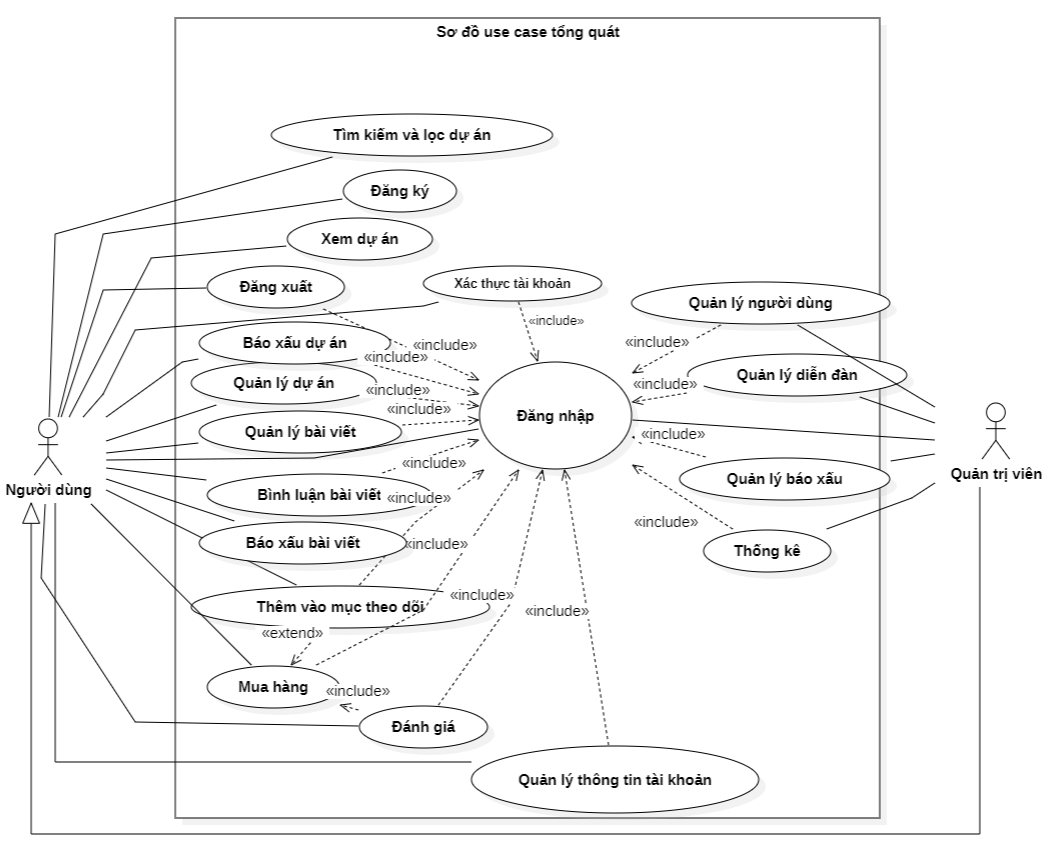 Sơ đồ use case tổng quát
Tìm kiếm và lọc dự án
Đăng ký
Xem dự án
Đăng xuất
Xác thực tài khoản
Quản lý người dùng
«include»
Báo xấu dự án
«include»
«include»
«include»
Quản lý diễn đàn
Quản lý dự án
«include»
«include»
«include»
Đăng nhập
Quản lý bài viết
«include»
Người dùng
«include»
Quản trị viên
Quản lý báo xấu
Bình luận bài viết
«include»
«include»
Báo xấu bài viết
«include»
Thống kê
«include»
Thêm vào mục theo dõi
«include»
«extend»
Mua hàng
«include»
Đánh giá
Quản lý thông tin tài khoản